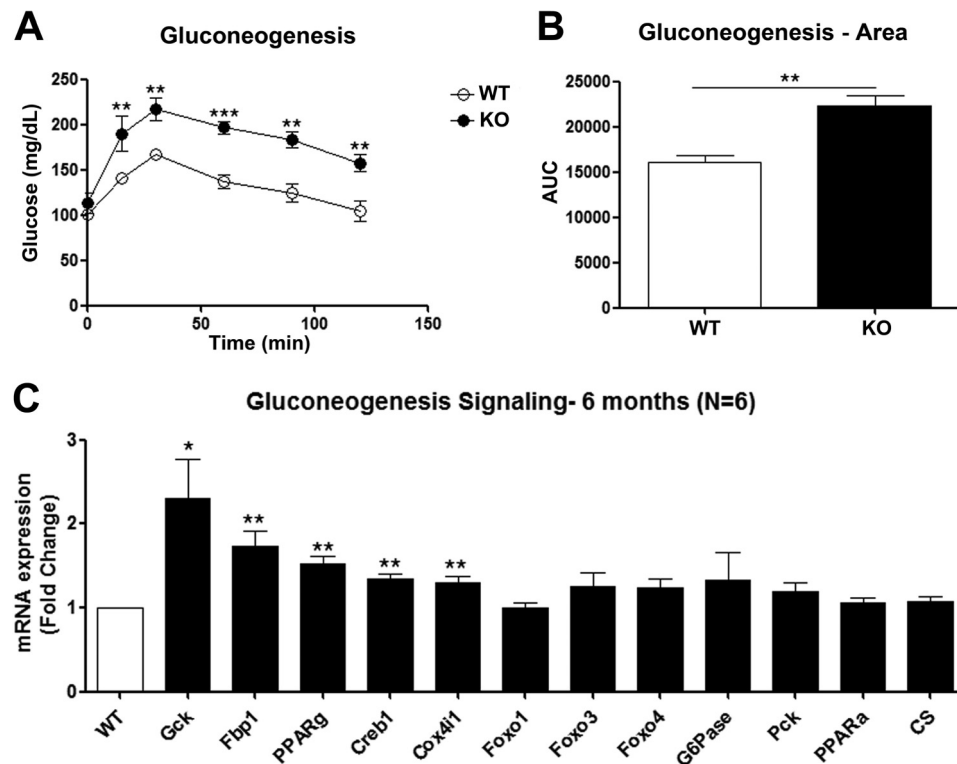 A
Gluconeogenesis
Glucose (mg/dL)
250
200
150
100
50
0
** ** *** ** **
0 50 100 150
Time (min)
WT
KO
B
Gluconeogenesis - Area
AUC
25000
20000
15000
10000
5000
0
**
WT KO
C
Gluconeogenesis Signaling- 6 months (N=6)
mRNA expression
(Fold Change)
3
2
1
0
* ** ** ** **
WT Gck Fbp1 PPARg Creb1 Cox4i1 Foxo1 Foxo3 Foxo4 G6Pase Pck PPARa CS